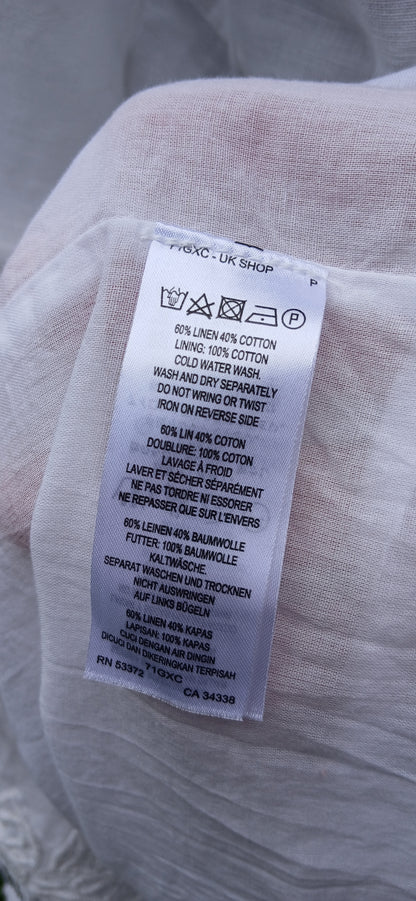 71GXC - UK SHOP
P
P
60% LINEN 40% COTTON
LINING: 100% COTTON
COLD WATER WASH.
WASH AND DRY SEPARATELY
DO NOT WRING OR TWIST
IRON ON REVERSE SIDE
60% LIN 40% COTON
DOUBLURE: 100% COTON
LAVAGE À FROID
LAVER ET SÉCHER SÉPARÉMENT
NE PAS TORDRE NI ESSORER
NE REPASSER QUE SUR L'ENVERS
60% LEINEN 40% BAUMWOLLE
FUTTER: 100% BAUMWOLLE
KALTWÄSCHE.
SEPARAT WASCHEN UND TROCKNEN
NICHT AUSWRINGEN
AUF LINKS BÜGELN
60% LINEN 40% KAPAS
LAPISAN: 100% KAPAS
CUCI DENGAN AIR DINGIN
DICUCI DAN DIKERINGKAN TERPISAH
RN 53372 71GXC CA 34338